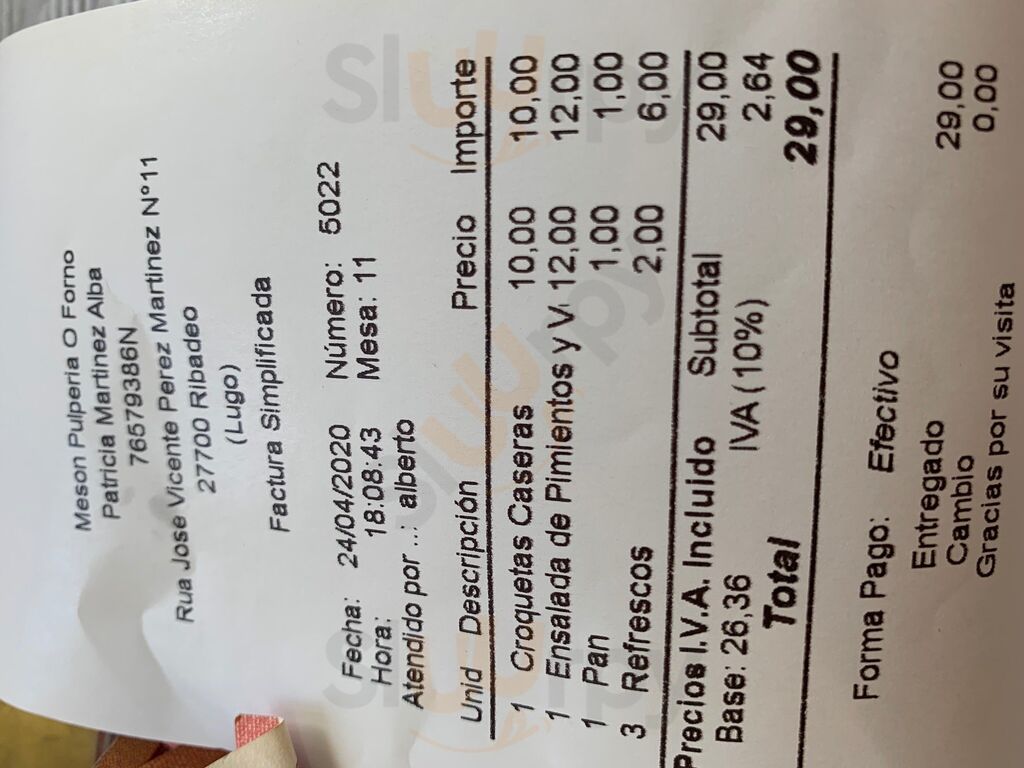 Meson Pulperia O Forno
Patricia Martinez Alba
76579386N
Rua Jose Vicente Perez Martinez Nº11
27700 Ribadeo
(Lugo)
Factura Simplificada
Fecha: 24/04/2020 Número: 5022
Hora: 18:08:43 Mesa: 11
Atendido por ..: alberto
Unid Descripción Precio Importe
1 Croquetas Caseras 10,00 10,00
1 Ensalada de Pimientos y V 12,00 12,00
1 Pan 1,00 1,00
3 Refrescos 2,00 6,00
Precios I.V.A. Incluido Subtotal 29,00
Base: 26,36 IVA (10%) 2,64
Total 29,00
Forma Pago: Efectivo
Entregado 29,00
Cambio 0,00
Gracias por su visita
Sluurpy
Sluurpy
Sluurpy